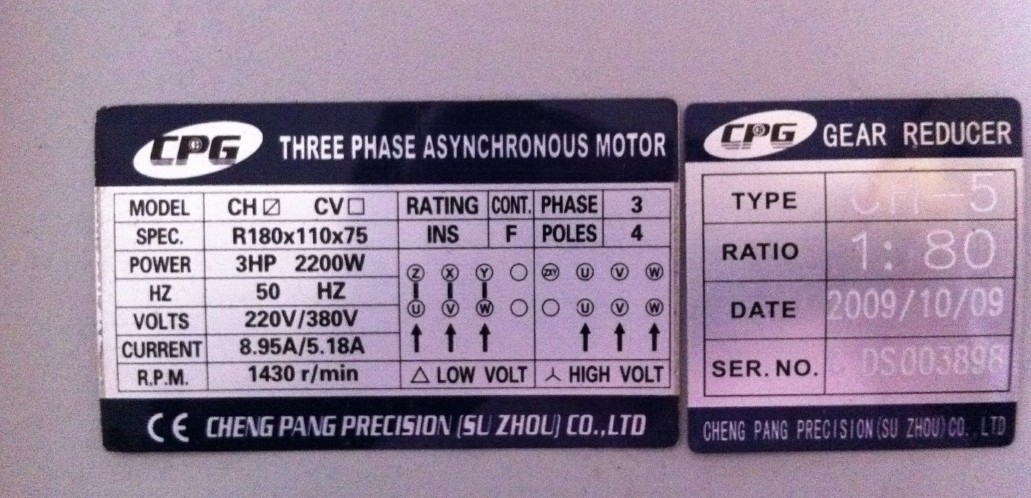 CPG THREE PHASE ASYNCHRONOUS MOTOR
MODEL CH ☑ CV ☐ RATING CONT. PHASE 3
SPEC. R180x110x75 INS F POLES 4
POWER 3HP 2200W
HZ 50 HZ
VOLTS 220V/380V
CURRENT 8.95A/5.18A
R.P.M. 1430 r/min △ LOW VOLT ⅄ HIGH VOLT
Z X Y ZXY U V W
U V W U V W
CE CHENG PANG PRECISION (SU ZHOU) CO.,LTD
CPG GEAR REDUCER
TYPE CH-5
RATIO 1: 80
DATE 2009/10/09
SER. NO. DS003898
CHENG PANG PRECISION(SU ZHOU)CO.,LTD